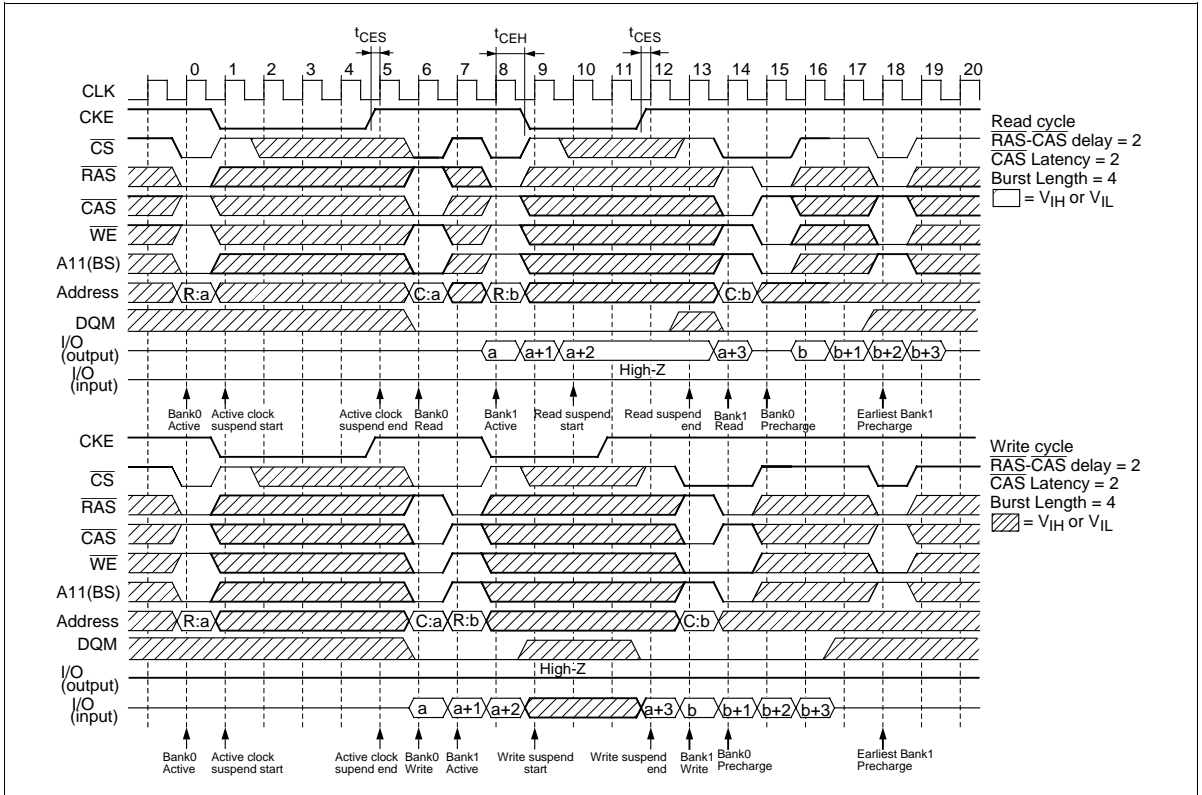 tCES tCEH tCES
0 1 2 3 4 5 6 7 8 9 10 11 12 13 14 15 16 17 18 19 20
CLK
CKE
CS
RAS
CAS
WE
A11(BS)
Address R:a C:a R:b C:b
DQM
I/O (output) a a+1 a+2 a+3 b b+1 b+2 b+3
High-Z
I/O (input)
Bank0 Active
Active clock suspend start
Active clock suspend end
Bank0 Read
Bank1 Active
Read suspend start
Read suspend end
Bank1 Read
Bank0 Precharge
Earliest Bank1 Precharge
Read cycle
RAS-CAS delay = 2
CAS Latency = 2
Burst Length = 4
= VIH or VIL
CKE
CS
RAS
CAS
WE
A11(BS)
Address R:a C:a R:b C:b
DQM
High-Z
I/O (output)
I/O (input) a a+1 a+2 a+3 b b+1 b+2 b+3
Bank0 Active
Active clock suspend start
Active clock supend end
Bank0 Write
Bank1 Active
Write suspend start
Write suspend end
Bank1 Write
Bank0 Precharge
Earliest Bank1 Precharge
Write cycle
RAS-CAS delay = 2
CAS Latency = 2
Burst Length = 4
= VIH or VIL